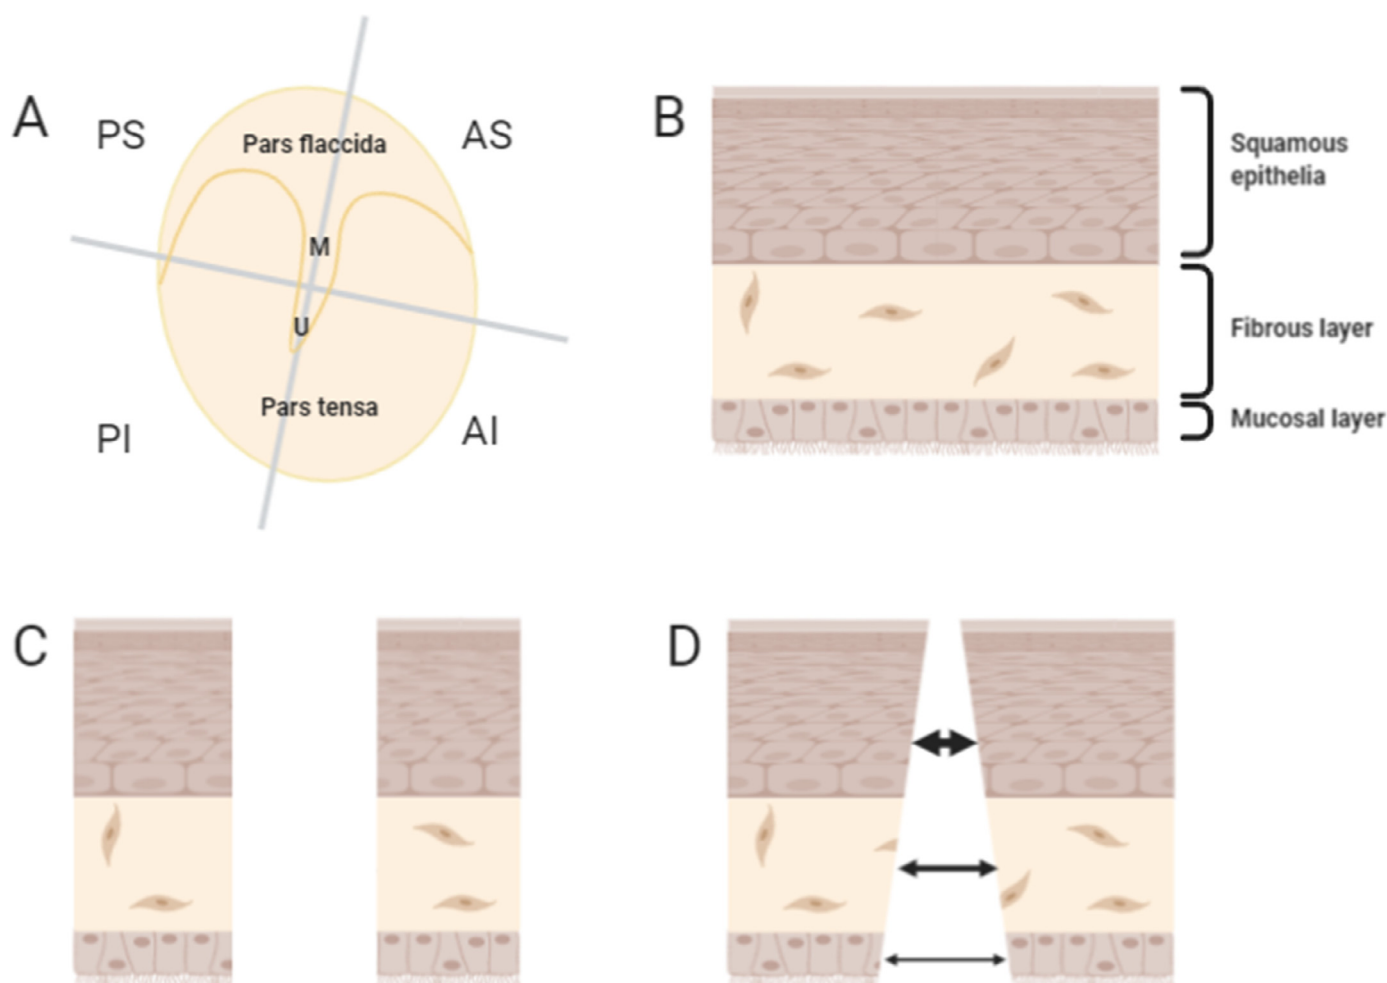 A
PS
AS
Pars flaccida
M
U
Pars tensa
PI
AI
B
Squamous
epithelia
Fibrous layer
Mucosal layer
C
D